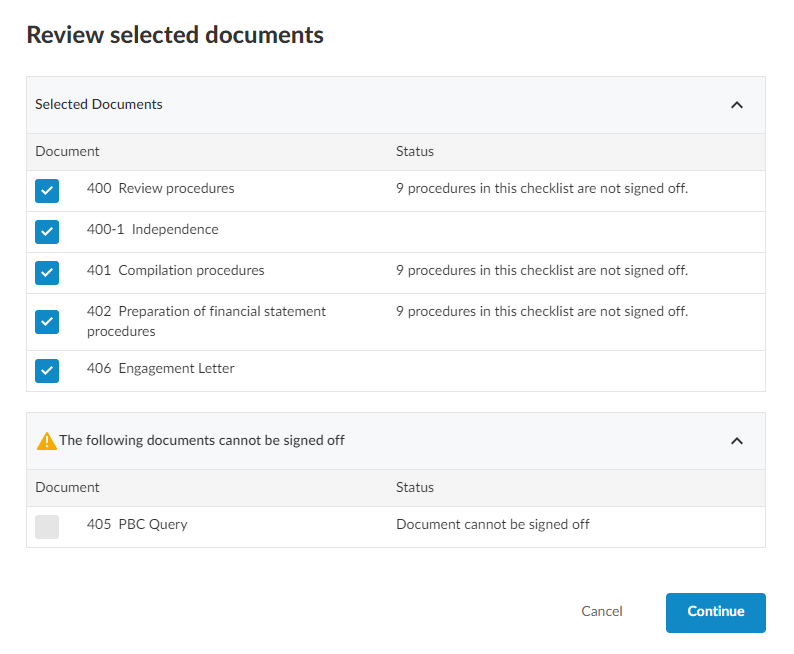 Review selected documents
Selected Documents
Document Status
400 Review procedures 9 procedures in this checklist are not signed off.
400-1 Independence
401 Compilation procedures 9 procedures in this checklist are not signed off.
402 Preparation of financial statement 9 procedures in this checklist are not signed off.
procedures
406 Engagement Letter
The following documents cannot be signed off
Document Status
405 PBC Query Document cannot be signed off
Cancel Continue